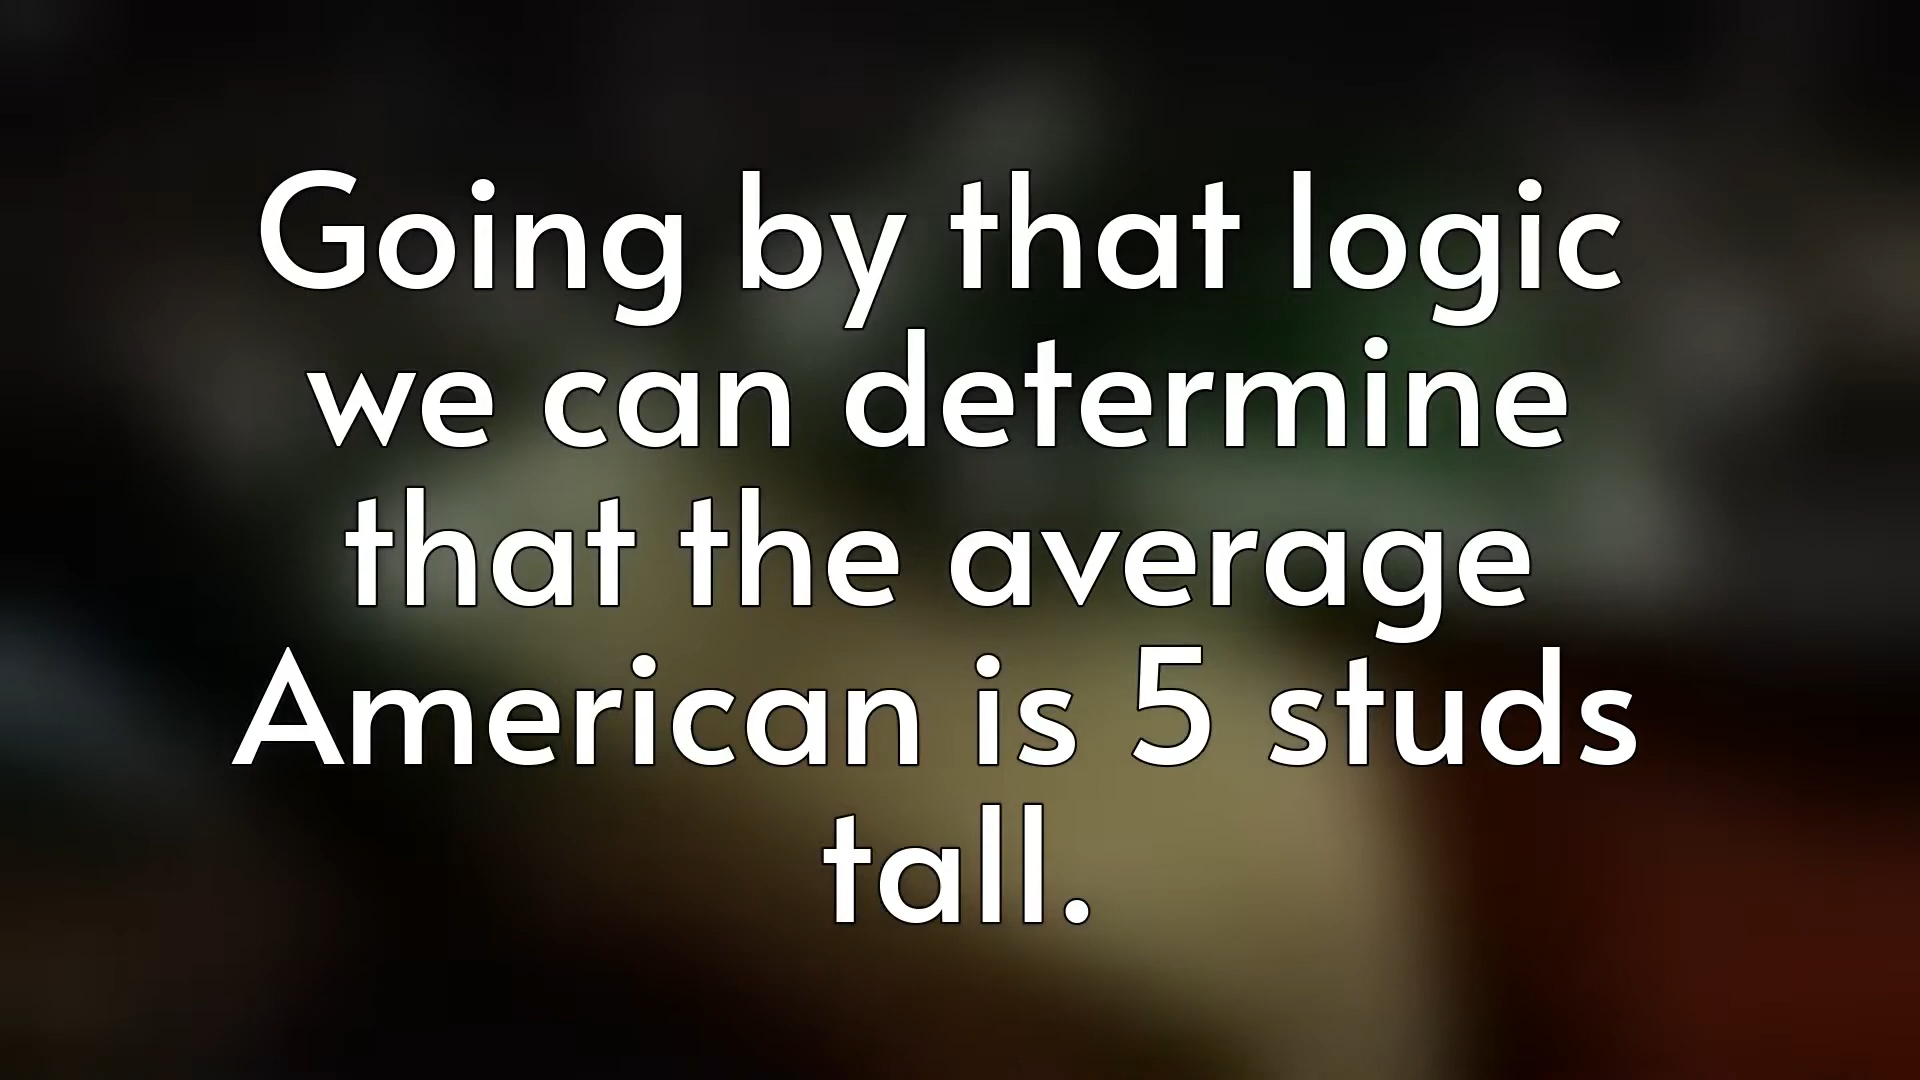 Going by that logic
we can determine
that the average
American is 5 studs
tall.